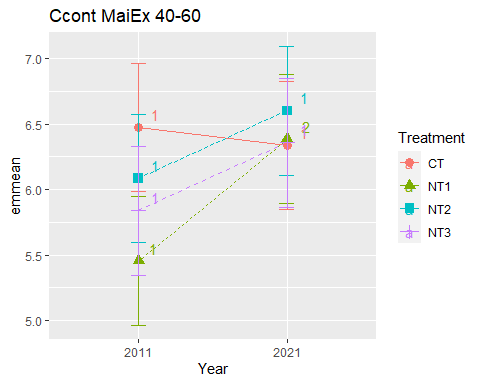 Ccont MaiEx 40-60
7.0
6.5
6.0
5.5
5.0
emmean
1
1
1
1
1
2
1
2011
2021
Year
Treatment
a CT
a NT1
a NT2
a NT3